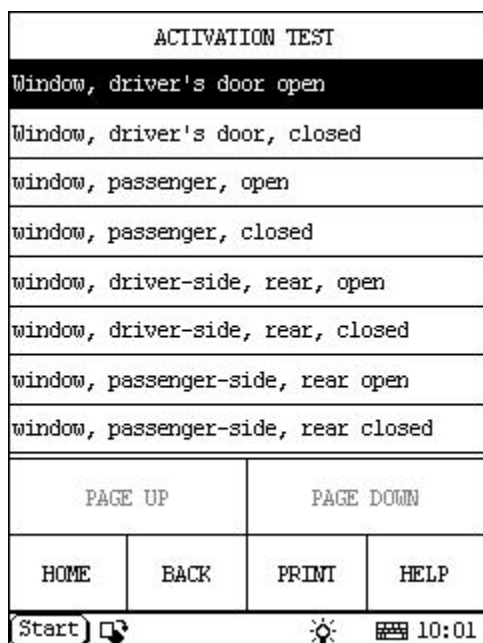 ACTIVATION TEST
Window, driver's door open
Window, driver's door, closed
window, passenger, open
window, passenger, closed
window, driver-side, rear, open
window, driver-side, rear, closed
window, passenger-side, rear open
window, passenger-side, rear closed
PAGE UP PAGE DOWN
HOME BACK PRINT HELP
Start 10:01